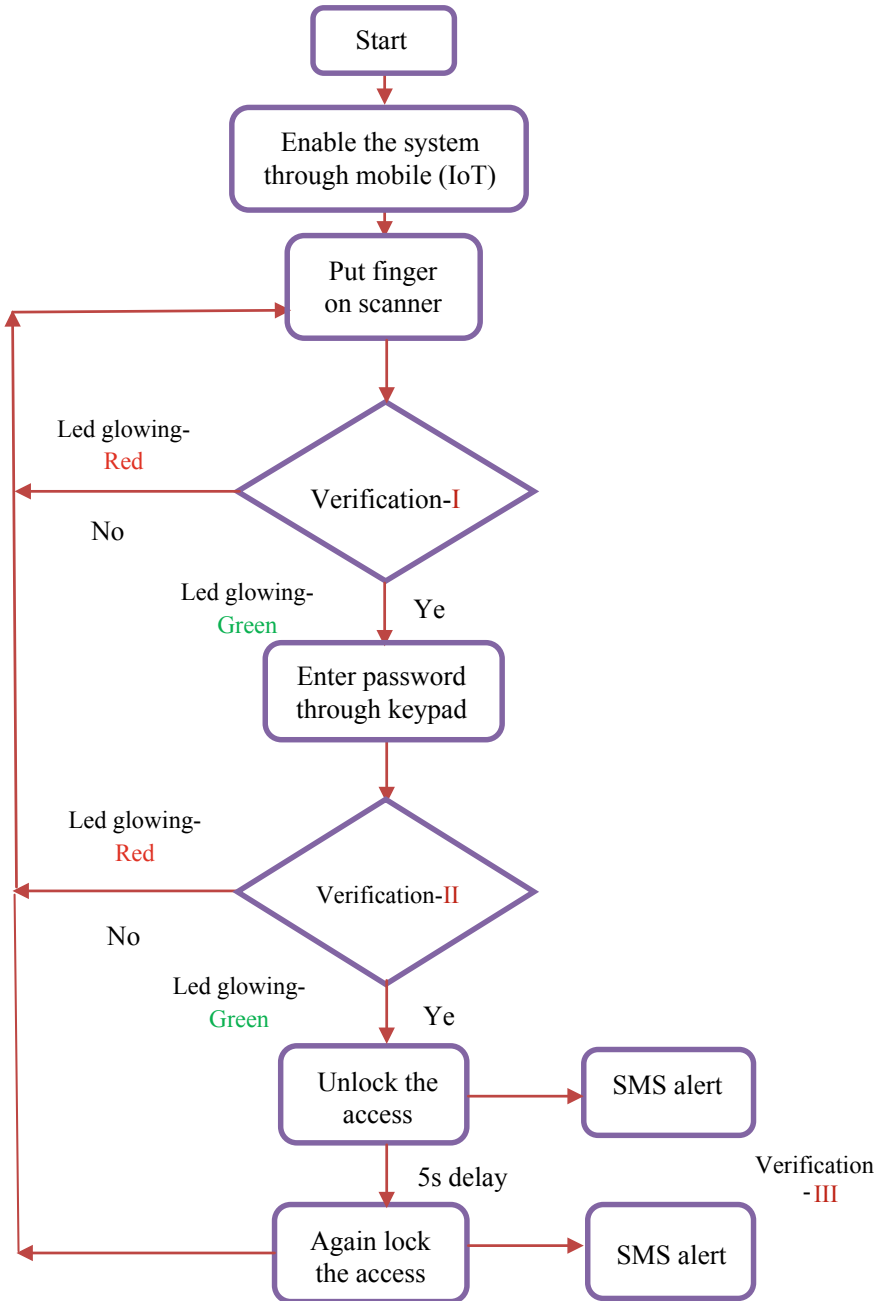 Start
Enable the system
through mobile (IoT)
Put finger
on scanner
Led glowing-
Red
Verification-I
No
Led glowing-
Green
Ye
Enter password
through keypad
Led glowing-
Red
Verification-II
No
Led glowing-
Green
Ye
Unlock the
access
SMS alert
5s delay
Verification
-III
Again lock
the access
SMS alert